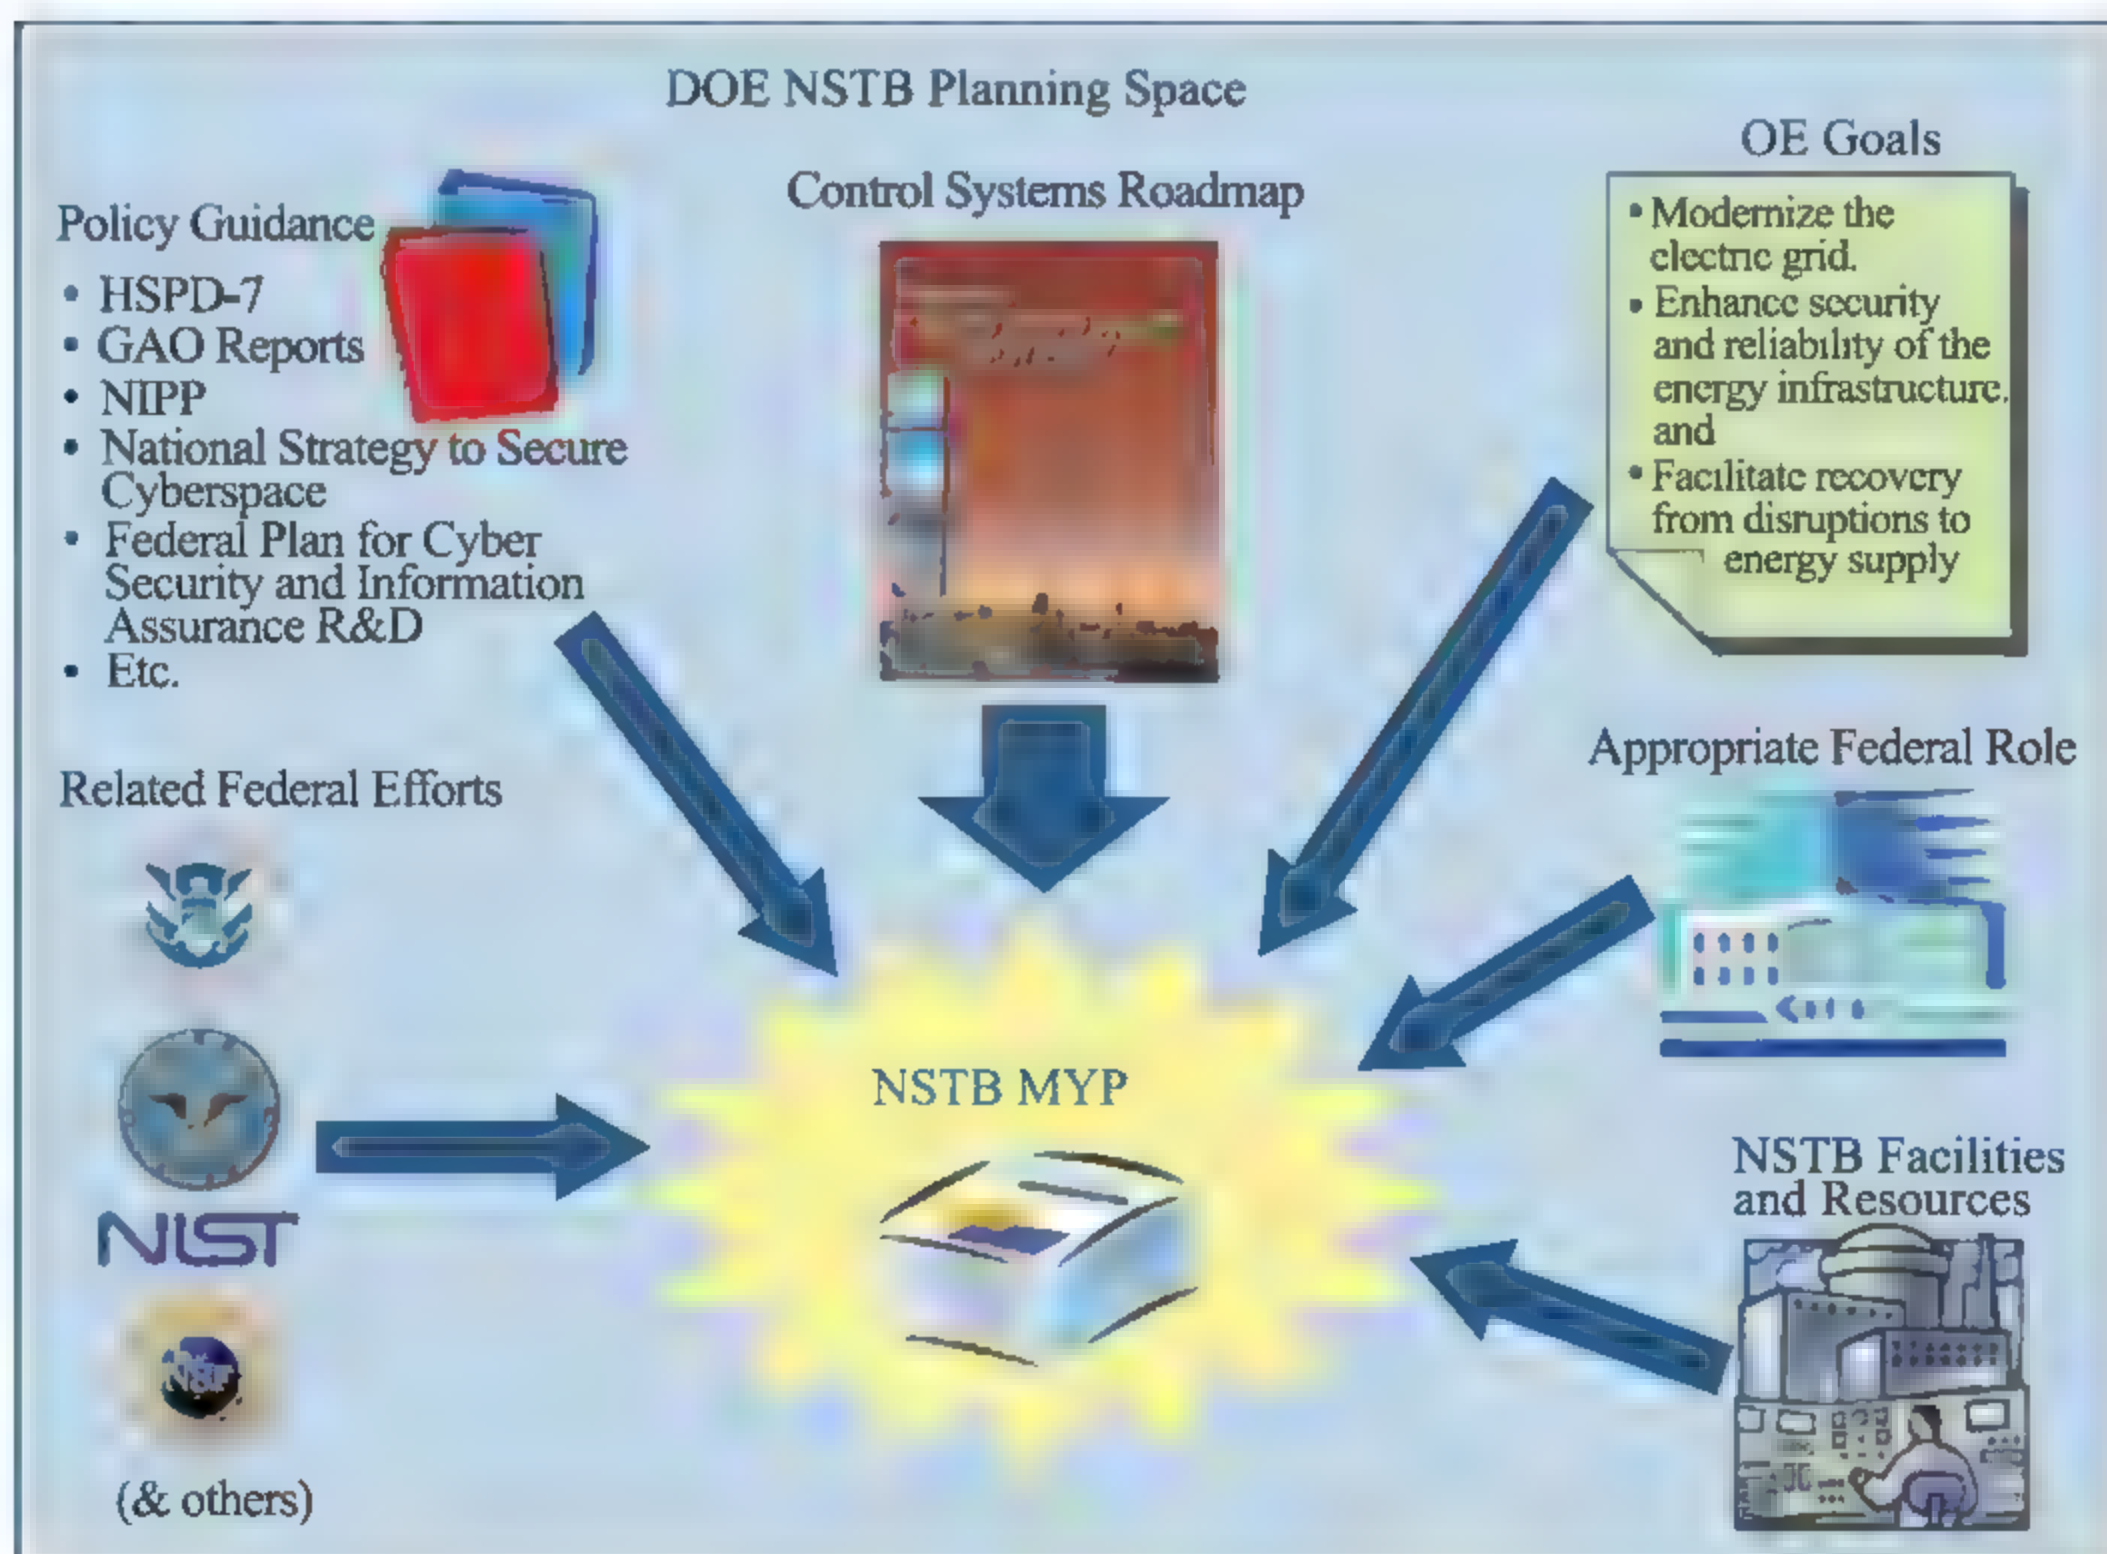 DOE NSTB Planning Space
Policy Guidance
• HSPD-7
• GAO Reports
• NIPP
• National Strategy to Secure
Cyberspace
• Federal Plan for Cyber
Security and Information
Assurance R&D
• Etc.
Control Systems Roadmap
OE Goals
• Modernize the
electric grid.
• Enhance security
and reliability of the
energy infrastructure.
and
• Facilitate recovery
from disruptions to
energy supply
Related Federal Efforts
NIST
NSF
(& others)
Appropriate Federal Role
NSTB MYP
NSTB Facilities
and Resources